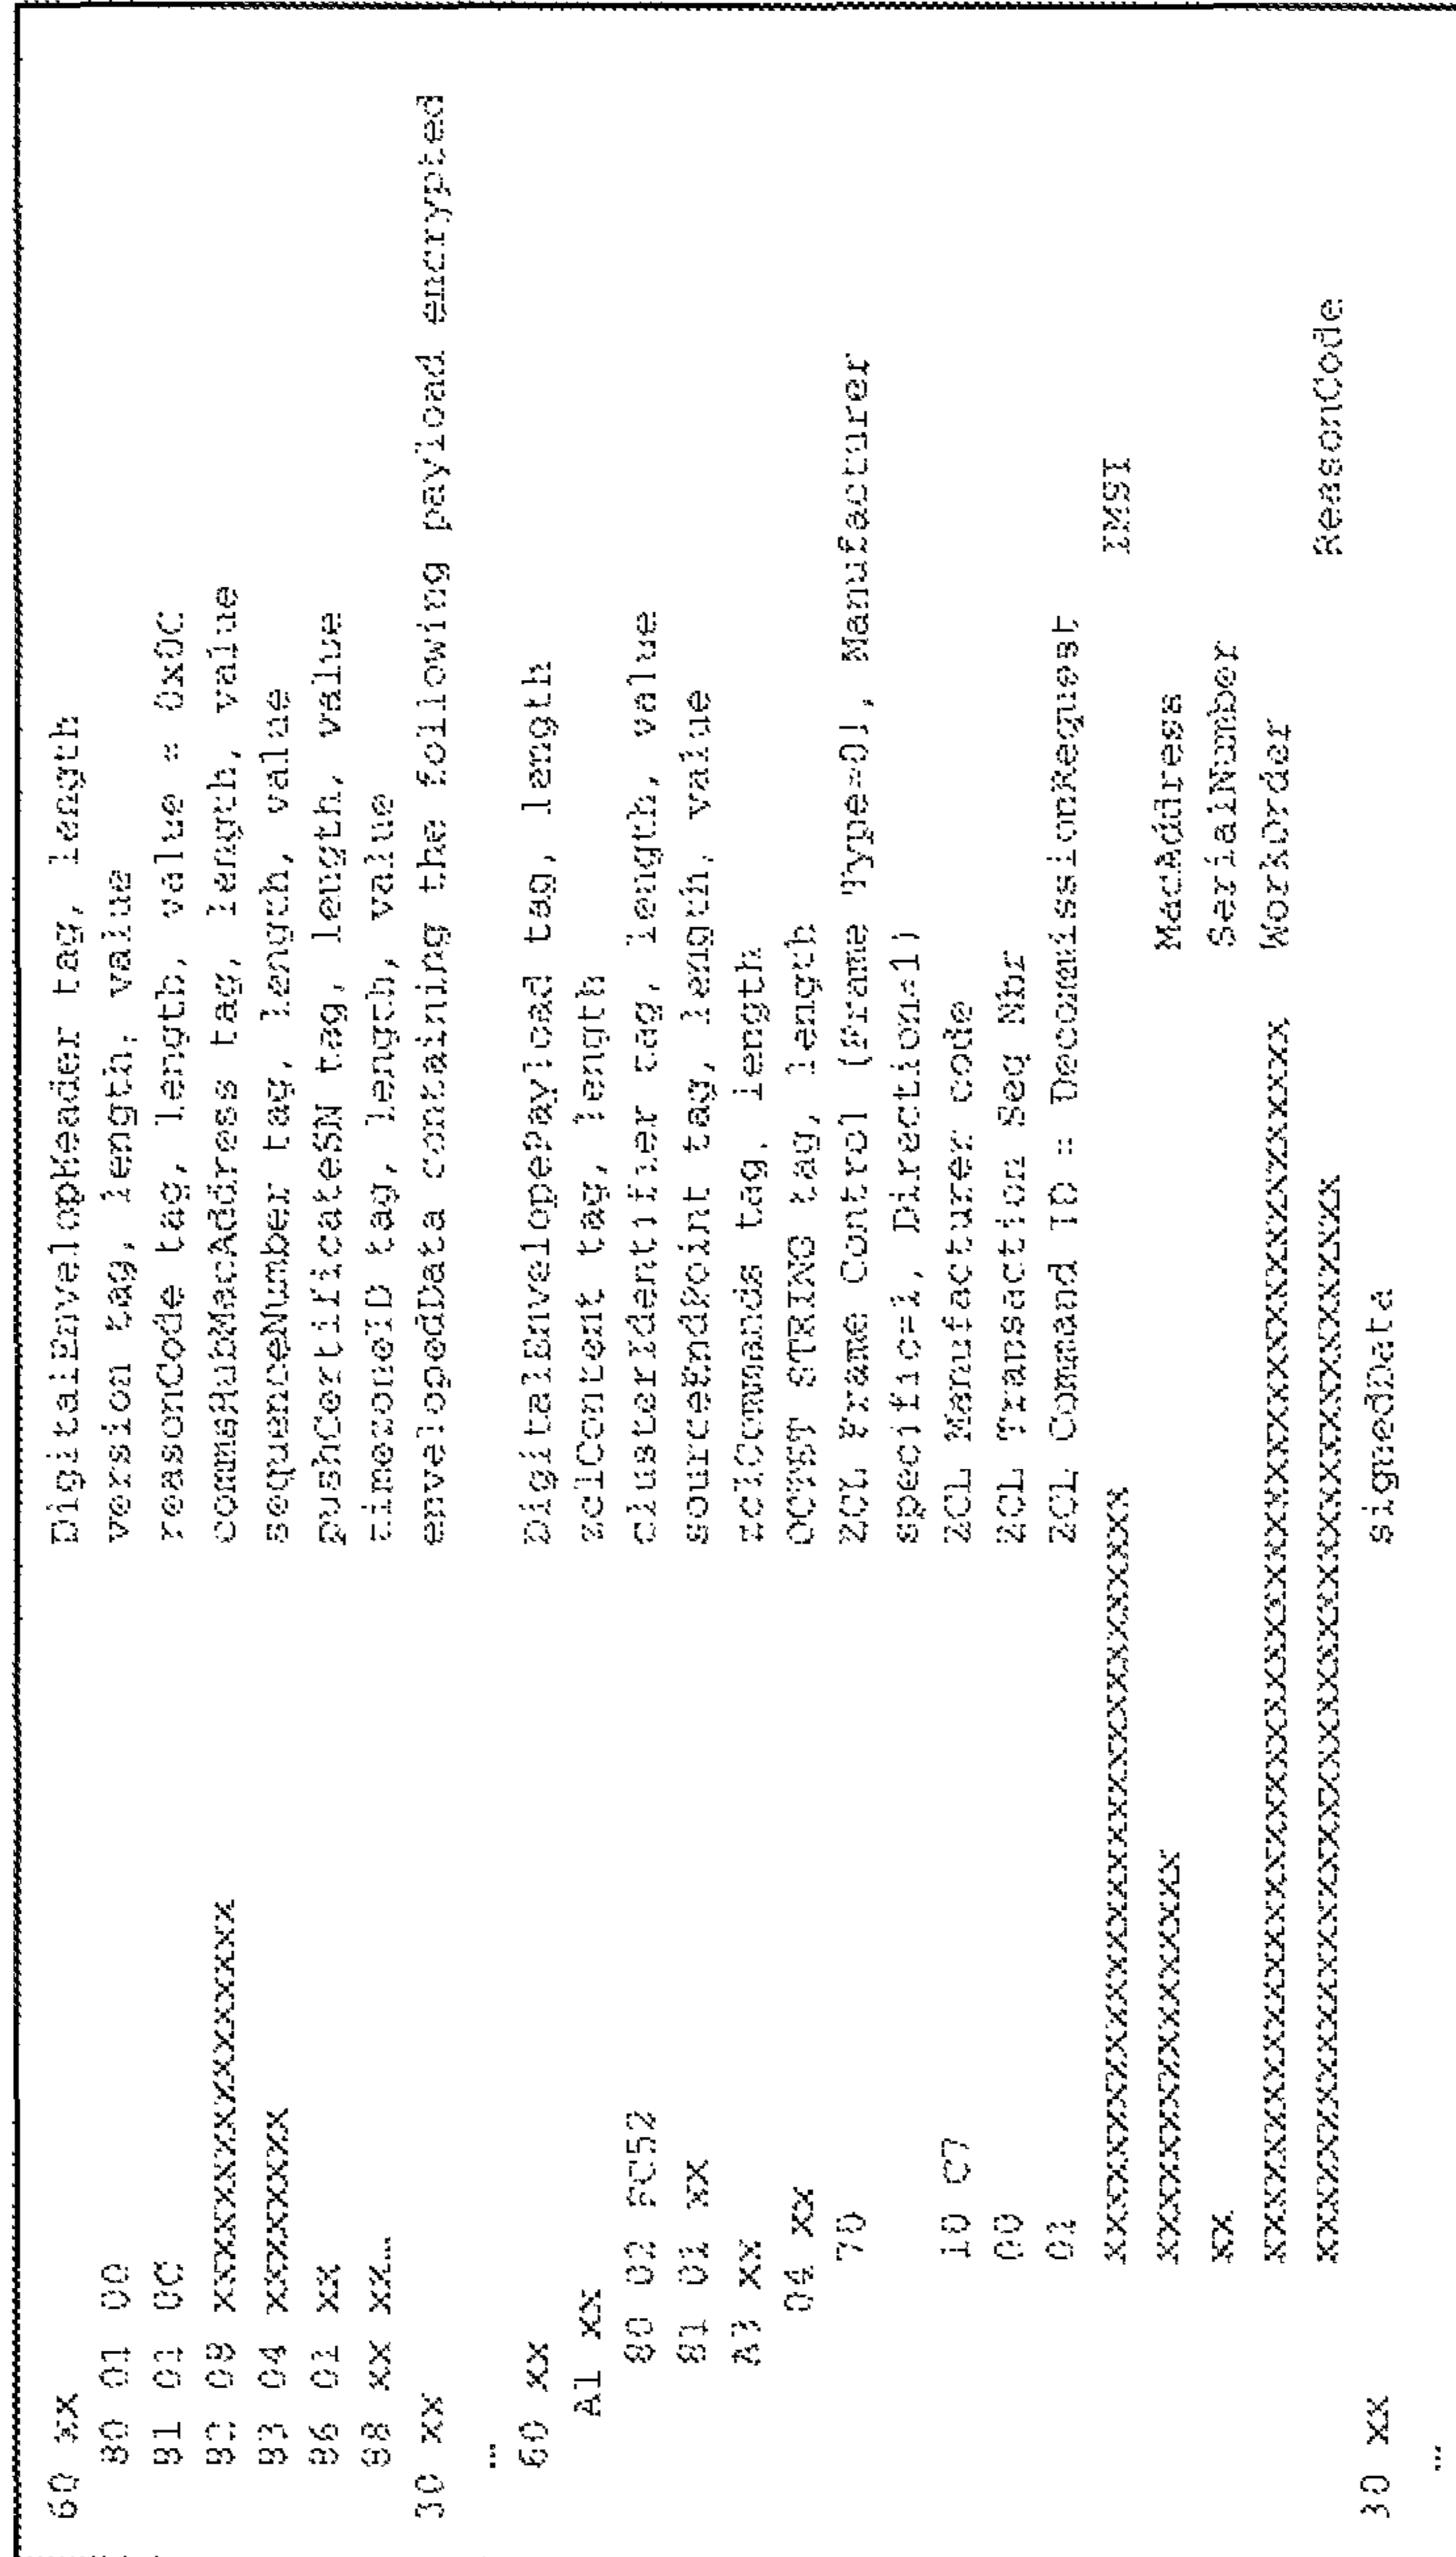 60 xx DigitalEnvelopHeader tag, length
80 01 00 version tag, length, value
81 01 0C reasonCode tag, length, value = 0x0C
82 08 xxxxxxxxxxxxxxxx commsHubMacAddress tag, length, value
83 04 xxxxxxxx sequenceNumber tag, length, value
86 01 xx pushCertificateSN tag, length, value
88 xx xx… timezoneID tag, length, value
30 xx envelopedData containing the following payload encrypted
…
60 xx DigitalEnvelopePayload tag, length
A1 xx zclContent tag, length
80 02 FC52 clusterIdentifier tag, length, value
81 01 xx sourceEndPoint tag, length, value
A3 xx zclCommands tag, length
04 xx OCTET STRING tag, length
70 ZCL Frame Control (Frame Type=01, Manufacturer
specific=1, Direction=1)
10 C7 ZCL Manufacturer code
00 ZCL Transaction Seq Nbr
01 ZCL Command ID = DecommissionRequest
xxxxxxxxxxxxxxxxxxxxxxxxxxxxxx IMSI
xxxxxxxxxxxxxxxx MacAddress
xx SerialNumber
xxxxxxxxxxxxxxxxxxxxxxxxxxxxxxxxxxxxxxxxxxxxxxxx WorkOrder
xxxxxxxxxxxxxxxxxxxxxxxxxxxxxxxxxxxxxxxxxx ReasonCode
30 xx signedData
…